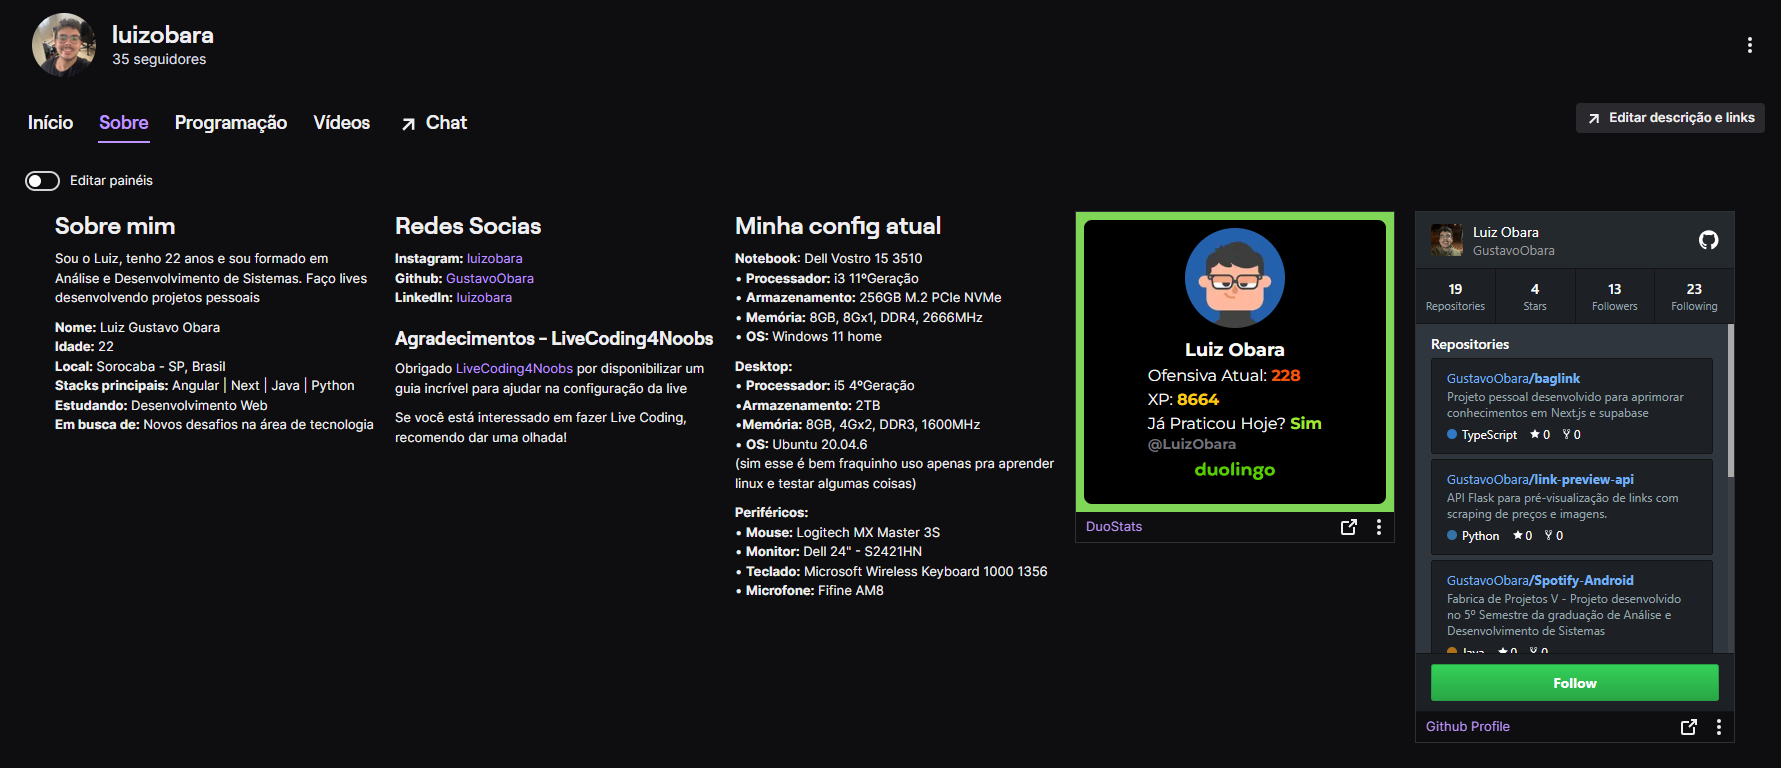 luizobara
35 seguidores
Início
Sobre
Programação
Vídeos
Chat
Editar descrição e links
Editar painéis
Sobre mim
Sou o Luiz, tenho 22 anos e sou formado em
Análise e Desenvolvimento de Sistemas. Faço lives
desenvolvendo projetos pessoais
Nome: Luiz Gustavo Obara
Idade: 22
Local: Sorocaba - SP, Brasil
Stacks principais: Angular | Next | Java | Python
Estudando: Desenvolvimento Web
Em busca de: Novos desafios na área de tecnologia
Redes Socias
Instagram: luizobara
Github: GustavoObara
LinkedIn: luizobara
Agradecimentos - LiveCoding4Noobs
Obrigado LiveCoding4Noobs por disponibilizar um
guia incrível para ajudar na configuração da live
Se você está interessado em fazer Live Coding,
recomendo dar uma olhada!
Minha config atual
Notebook: Dell Vostro 15 3510
• Processador: i3 11ºGeração
• Armazenamento: 256GB M.2 PCIe NVMe
• Memória: 8GB, 8Gx1, DDR4, 2666MHz
• OS: Windows 11 home
Desktop:
• Processador: i5 4ºGeração
•Armazenamento: 2TB
•Memória: 8GB, 4Gx2, DDR3, 1600MHz
• OS: Ubuntu 20.04.6
(sim esse é bem fraquinho uso apenas pra aprender
linux e testar algumas coisas)
Periféricos:
• Mouse: Logitech MX Master 3S
• Monitor: Dell 24" - S2421HN
• Teclado: Microsoft Wireless Keyboard 1000 1356
• Microfone: Fifine AM8
Luiz Obara
Ofensiva Atual: 228
XP: 8664
Já Praticou Hoje? Sim
@LuizObara
duolingo
DuoStats
Luiz Obara
GustavoObara
19
Repositories
4
Stars
13
Followers
23
Following
Repositories
GustavoObara/baglink
Projeto pessoal desenvolvido para aprimorar
conhecimentos em Next.js e supabase
TypeScript 0 0
GustavoObara/link-preview-api
API Flask para pré-visualização de links com
scraping de preços e imagens.
Python 0 0
GustavoObara/Spotify-Android
Fabrica de Projetos V - Projeto desenvolvido
no 5º Semestre da graduação de Análise e
Desenvolvimento de Sistemas
Java 0 0
Follow
Github Profile